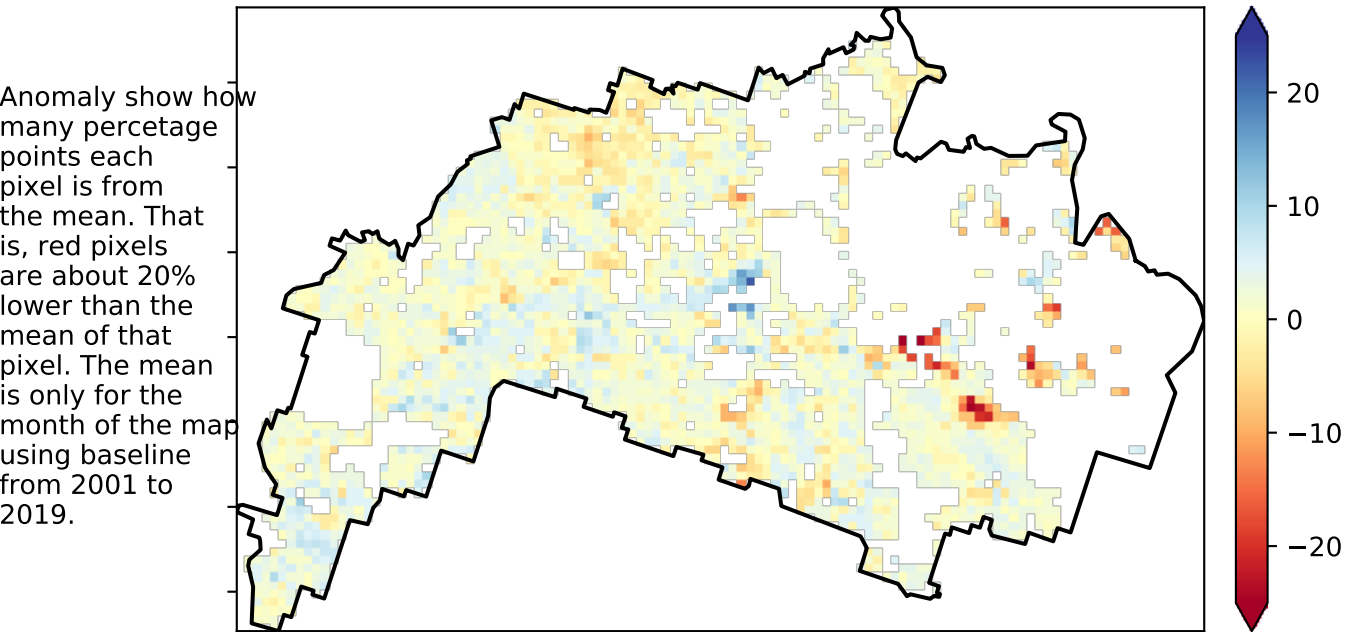 Anomaly show how
many percetage
points each
pixel is from
the mean. That
is, red pixels
are about 20%
lower than the
mean of that
pixel. The mean
is only for the
month of the map
using baseline
from 2001 to
2019.
20
10
0
−10
−20